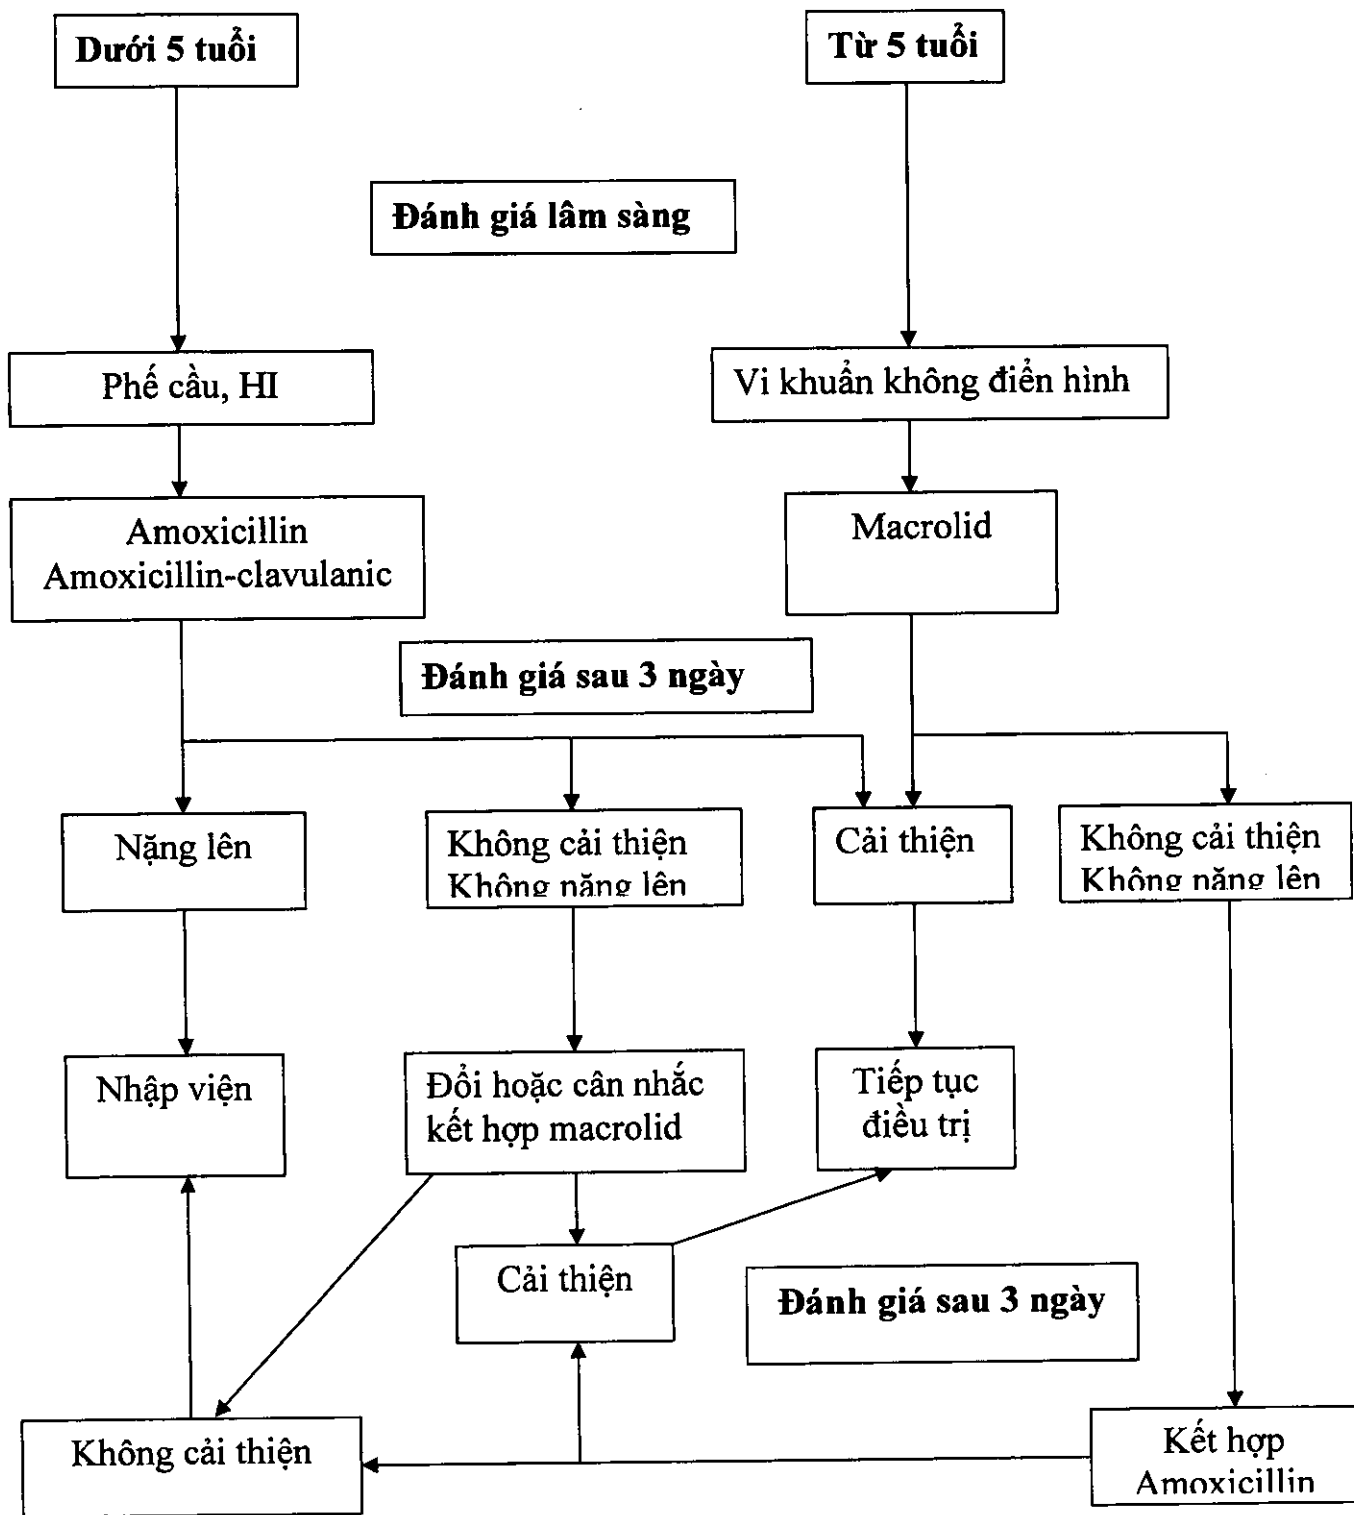 Dưới 5 tuổi
Từ 5 tuổi
Đánh giá lâm sàng
Phế cầu, HI
Vi khuẩn không điển hình
Amoxicillin
Amoxicillin-clavulanic
Macrolid
Đánh giá sau 3 ngày
Nặng lên
Không cải thiện
Không nặng lên
Cải thiện
Không cải thiện
Không nặng lên
Nhập viện
Đổi hoặc cân nhắc
kết hợp macrolid
Tiếp tục
điều trị
Cải thiện
Đánh giá sau 3 ngày
Không cải thiện
Kết hợp
Amoxicillin